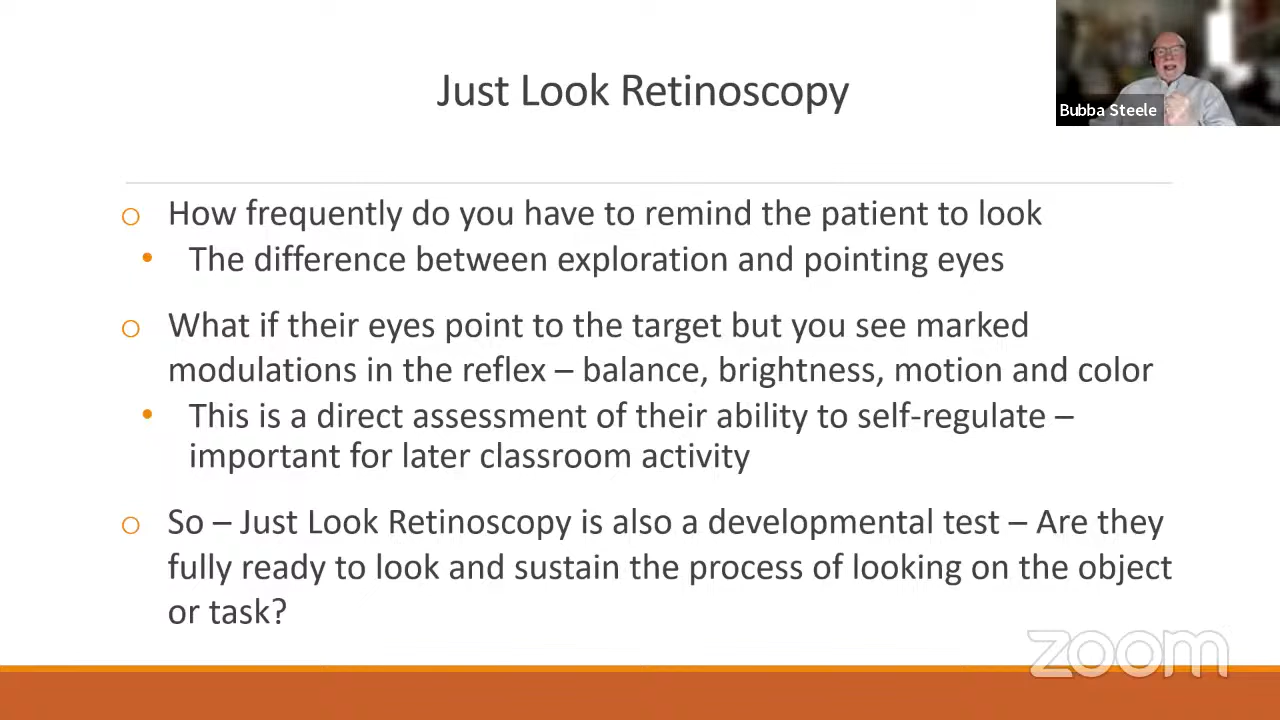 Just Look Retinoscopy
Bubba Steele
o How frequently do you have to remind the patient to look
• The difference between exploration and pointing eyes
o What if their eyes point to the target but you see marked
modulations in the reflex – balance, brightness, motion and color
• This is a direct assessment of their ability to self-regulate –
important for later classroom activity
o So – Just Look Retinoscopy is also a developmental test – Are they
fully ready to look and sustain the process of looking on the object
or task?
zoom